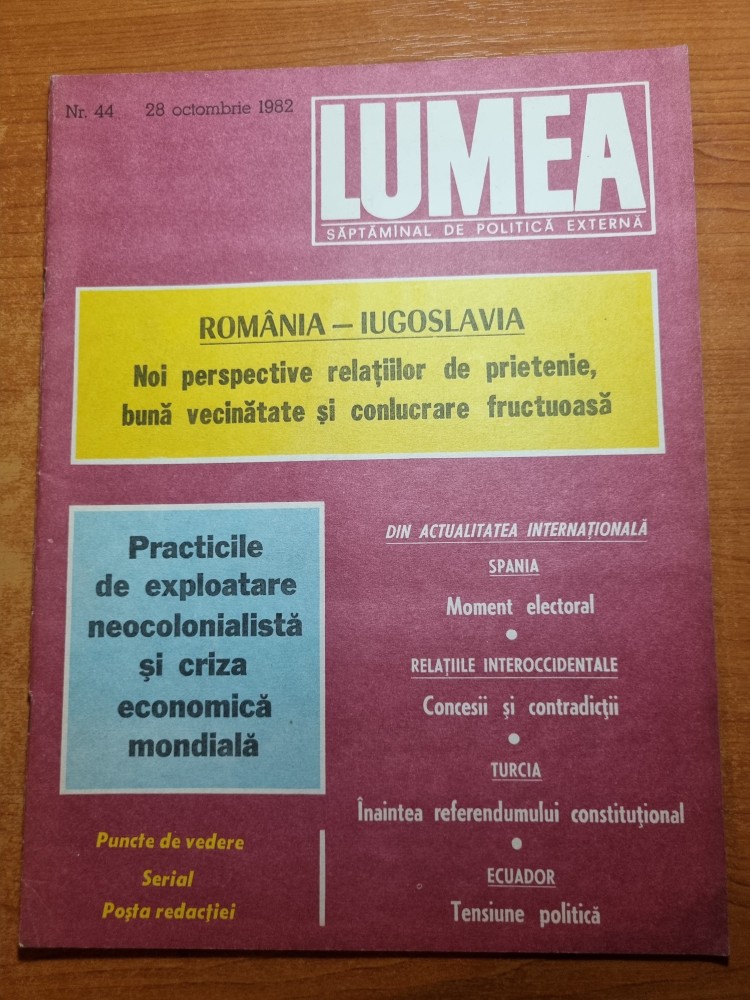 Nr. 44 28 octombrie 1982
LUMEA
SĂPTĂMÎNAL DE POLITICĂ EXTERNĂ
ROMÂNIA – IUGOSLAVIA
Noi perspective relațiilor de prietenie,
bună vecinătate și conlucrare fructuoasă
Practicile
de exploatare
neocolonialistă
și criza
economică
mondială
Puncte de vedere
Serial
Poșta redacției
DIN ACTUALITATEA INTERNAȚIONALĂ
SPANIA
Moment electoral
•
RELAȚIILE INTEROCCIDENTALE
Concesii și contradicții
•
TURCIA
Înaintea referendumului constituțional
•
ECUADOR
Tensiune politică